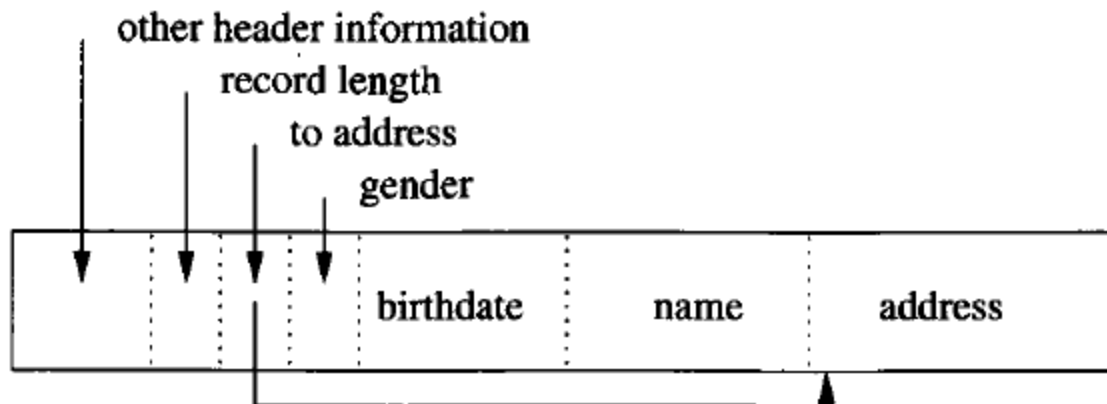 other header information
record length
to address
gender
birthdate name address